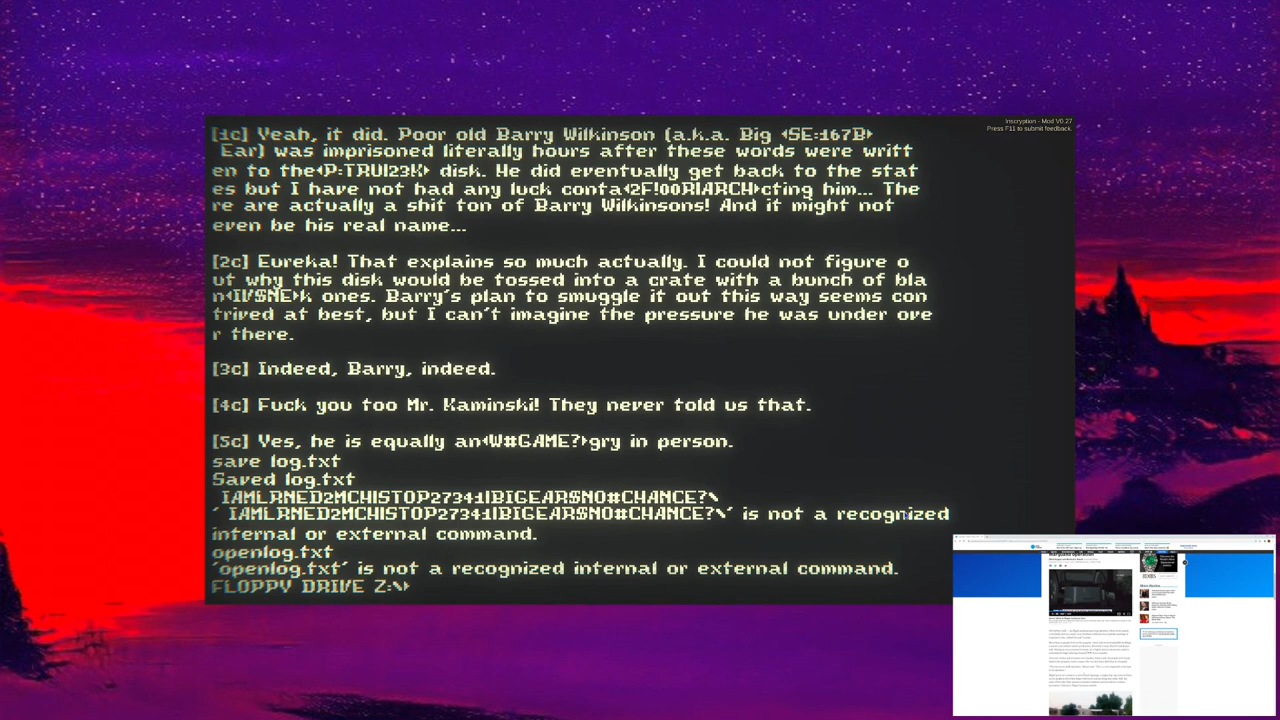 Inscryption - Mod V0.27
Press F11 to submit feedback.
[1c] Yeah, it did. Poor old Barry Wilkinson (a.k.a. Big <SE:167B>
Ear) was imprisoned literally hours after these words were writt
en to the<P:TRUI23K> disk. He did eventually get back to the stat
es but I have not had any luck conta<2F!00RIARCH>cting him... The
re are actually a shit ton of Barry Wilkinsons! And it might not
even be his real name...
[2c] Eureka! That explains so much actually. I could not figure o
ut why this disk would be tossed into a crate with a bunch of bla
n<IV$NE>k ones. Barry's plan to smuggle it out this way seems con
trived at best, but I can't imagine the pressure he was under ove
r there.
[3c] Indeed, Barry, indeed.
[4c] Fuck you too Mr. Kaminski! They never told us that.
[5c] Yes, he is equally an<W#GAME?>gry in person.
save log.txt
Saved log.txt
IAMLRNED2MCHISTOP27341|BIGEAR$NO#CHANCE?\
' IAMLRNED2MCHISTOP27341|BIGEAR$NO#CHANCE?\' is not a recognized
internal or external command.
openlog.txt
'openlog.txt' is not a recognized internal or external command.
FLOPPY DRIVE Z:\>